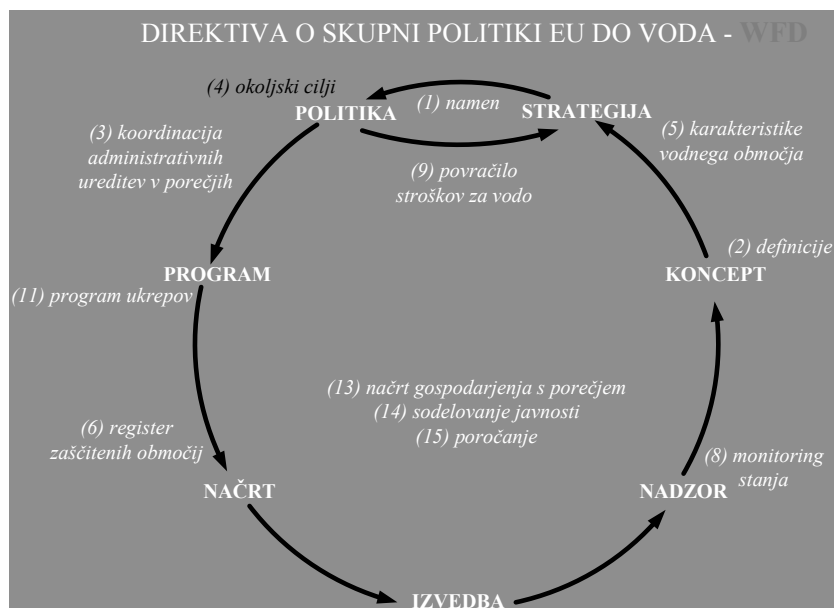 DIREKTIVA O SKUPNI POLITIKI EU DO VODA - WFD
(4) okoljski cilji
POLITIKA
(1) namen
STRATEGIJA
(3) koordinacija
administrativnih
ureditev v porečjih
(9) povračilo
stroškov za vodo
(5) karakteristike
vodnega območja
(2) definicije
PROGRAM
KONCEPT
(11) program ukrepov
(13) načrt gospodarjenja s porečjem
(14) sodelovanje javnosti
(15) poročanje
(6) register
zaščitenih območij
(8) monitoring
stanja
NAČRT
NADZOR
IZVEDBA